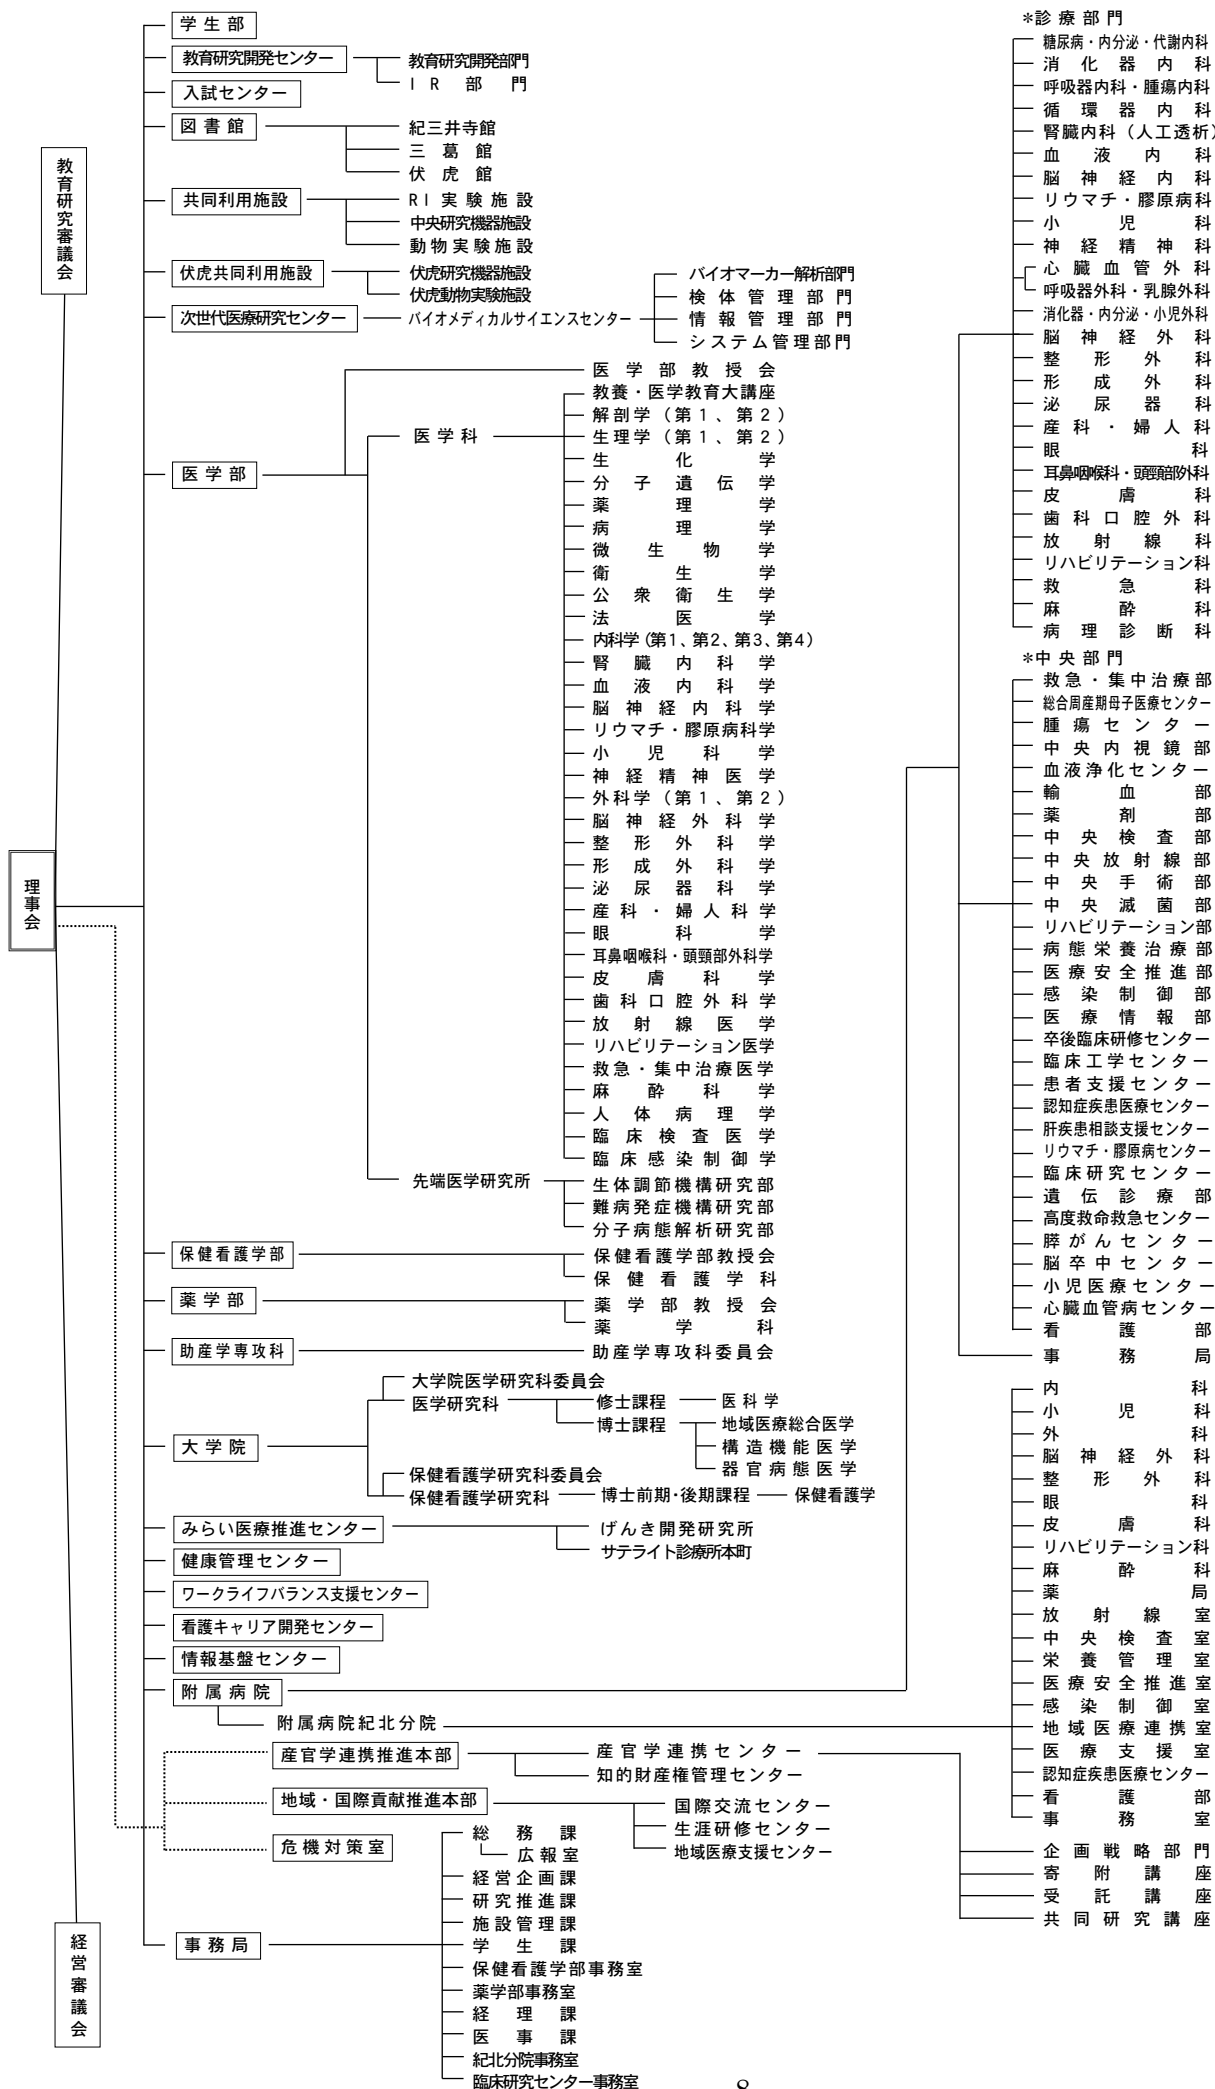 教育研究審議会
理事会
経営審議会
学生部
教育研究開発センター
教育研究開発部門
ＩＲ部門
入試センター
図書館
紀三井寺館
三葛館
伏虎館
共同利用施設
RI実験施設
中央研究機器施設
動物実験施設
伏虎共同利用施設
伏虎研究機器施設
伏虎動物実験施設
次世代医療研究センター
バイオメディカルサイエンスセンター
バイオマーカー解析部門
検体管理部門
情報管理部門
システム管理部門
医学部
医学部教授会
医学科
教養・医学教育大講座
解剖学（第１、第２）
生理学（第１、第２）
生化学
分子遺伝学
薬理学
病理学
微生物学
衛生学
公衆衛生学
法医学
内科学（第1、第2、第3、第4）
腎臓内科学
血液内科学
脳神経内科学
リウマチ・膠原病科学
小児科学
神経精神医学
外科学（第１、第２）
脳神経外科学
整形外科学
形成外科学
泌尿器科学
産科・婦人科学
眼科学
耳鼻咽喉科・頭頸部外科学
皮膚科学
歯科口腔外科学
放射線医学
リハビリテーション医学
救急・集中治療医学
麻酔科学
人体病理学
臨床検査医学
臨床感染制御学
先端医学研究所
生体調節機構研究部
難病発症機構研究部
分子病態解析研究部
保健看護学部
保健看護学部教授会
保健看護学科
薬学部
薬学部教授会
薬学科
助産学専攻科
助産学専攻科委員会
大学院
大学院医学研究科委員会
医学研究科
修士課程
医科学
博士課程
地域医療総合医学
構造機能医学
器官病態医学
保健看護学研究科委員会
保健看護学研究科
博士前期・後期課程
保健看護学
みらい医療推進センター
げんき開発研究所
サテライト診療所本町
健康管理センター
ワークライフバランス支援センター
看護キャリア開発センター
情報基盤センター
附属病院
附属病院紀北分院
産官学連携推進本部
産官学連携センター
知的財産権管理センター
地域・国際貢献推進本部
国際交流センター
生涯研修センター
地域医療支援センター
危機対策室
事務局
総務課
広報室
経営企画課
研究推進課
施設管理課
学生課
保健看護学部事務室
薬学部事務室
経理課
医事課
紀北分院事務室
臨床研究センター事務室
＊診療部門
糖尿病・内分泌・代謝内科
消化器内科
呼吸器内科・腫瘍内科
循環器内科
腎臓内科（人工透析）
血液内科
脳神経内科
リウマチ・膠原病科
小児科
神経精神科
心臓血管外科
呼吸器外科・乳腺外科
消化器・内分泌・小児外科
脳神経外科
整形外科
形成外科
泌尿器科
産科・婦人科
眼科
耳鼻咽喉科・頭頸部外科
皮膚科
歯科口腔外科
放射線科
リハビリテーション科
救急科
麻酔科
病理診断科
＊中央部門
救急・集中治療部
総合周産期母子医療センター
腫瘍センター
中央内視鏡部
血液浄化センター
輸血部
薬剤部
中央検査部
中央放射線部
中央手術部
中央滅菌部
リハビリテーション部
病態栄養治療部
医療安全推進部
感染制御部
医療情報部
卒後臨床研修センター
臨床工学センター
患者支援センター
認知症疾患医療センター
肝疾患相談支援センター
リウマチ・膠原病センター
臨床研究センター
遺伝診療部
高度救命救急センター
膵がんセンター
脳卒中センター
小児医療センター
心臓血管病センター
看護部
事務局
内科
小児科
外科
脳神経外科
整形外科
眼科
皮膚科
リハビリテーション科
麻酔科
薬局
放射線室
中央検査室
栄養管理室
医療安全推進室
感染制御室
地域医療連携室
医療支援室
認知症疾患医療センター
看護部
事務室
企画戦略部門
寄附講座
受託講座
共同研究講座
8